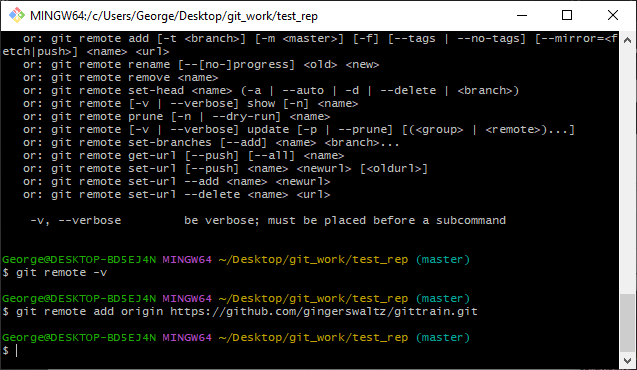 MINGW64:/c/Users/George/Desktop/git_work/test_rep
or: git remote add [-t <branch>] [-m <master>] [-f] [--tags | --no-tags] [--mirror=<f
etch|push>] <name> <url>
or: git remote rename [--[no-]progress] <old> <new>
or: git remote remove <name>
or: git remote set-head <name> (-a | --auto | -d | --delete | <branch>)
or: git remote [-v | --verbose] show [-n] <name>
or: git remote prune [-n | --dry-run] <name>
or: git remote [-v | --verbose] update [-p | --prune] [(<group> | <remote>)...]
or: git remote set-branches [--add] <name> <branch>...
or: git remote get-url [--push] [--all] <name>
or: git remote set-url [--push] <name> <newurl> [<oldurl>]
or: git remote set-url --add <name> <newurl>
or: git remote set-url --delete <name> <url>
-v, --verbose be verbose; must be placed before a subcommand
George@DESKTOP-BD5EJ4N MINGW64 ~/Desktop/git_work/test_rep (master)
$ git remote -v
George@DESKTOP-BD5EJ4N MINGW64 ~/Desktop/git_work/test_rep (master)
$ git remote add origin https://github.com/gingerswaltz/gittrain.git
George@DESKTOP-BD5EJ4N MINGW64 ~/Desktop/git_work/test_rep (master)
$